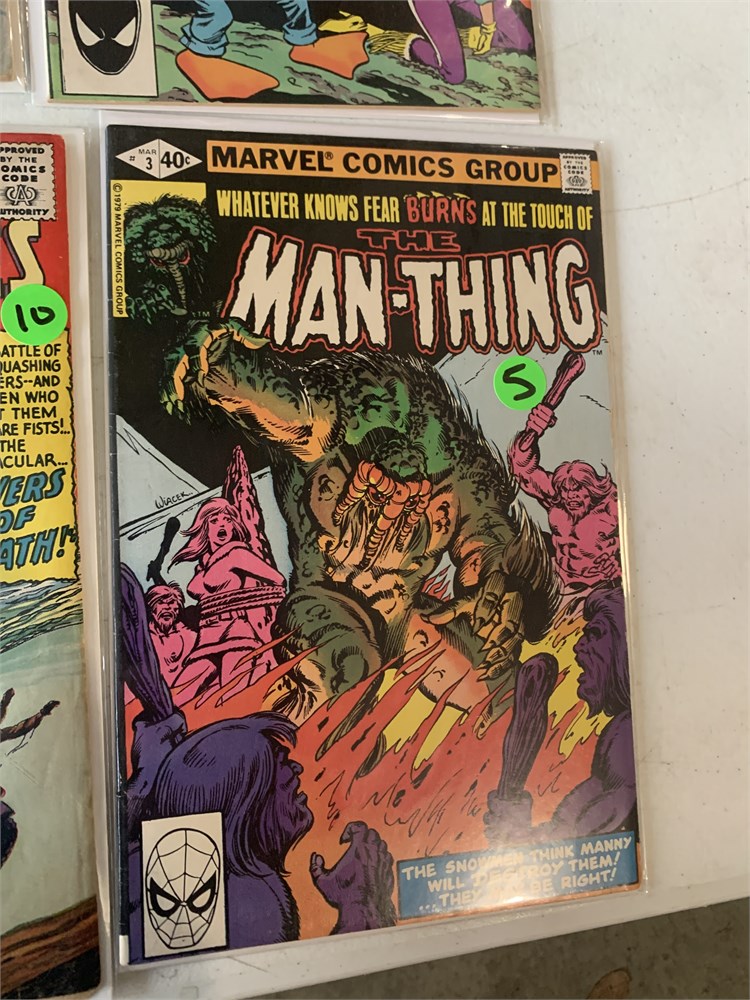 MAR
# 3 40¢ MARVEL® COMICS GROUP
APPROVED
BY THE
COMICS
CODE
AUTHORITY
©1979 MARVEL COMICS GROUP
WHATEVER KNOWS FEAR BURNS AT THE TOUCH OF
THE
MAN-THING
TM
TM
5
WIACEK
THE SNOWMEN THINK MANNY
WILL DESTROY THEM!
...THEY MAY BE RIGHT!
APPROVED
BY THE
COMICS
CODE
AUTHORITY
S
10
ATTLE OF
QUASHING
ERS--AND
EN WHO
T THEM
ARE FISTS!..
THE
ACULAR...
VERS
OF
ATH!"